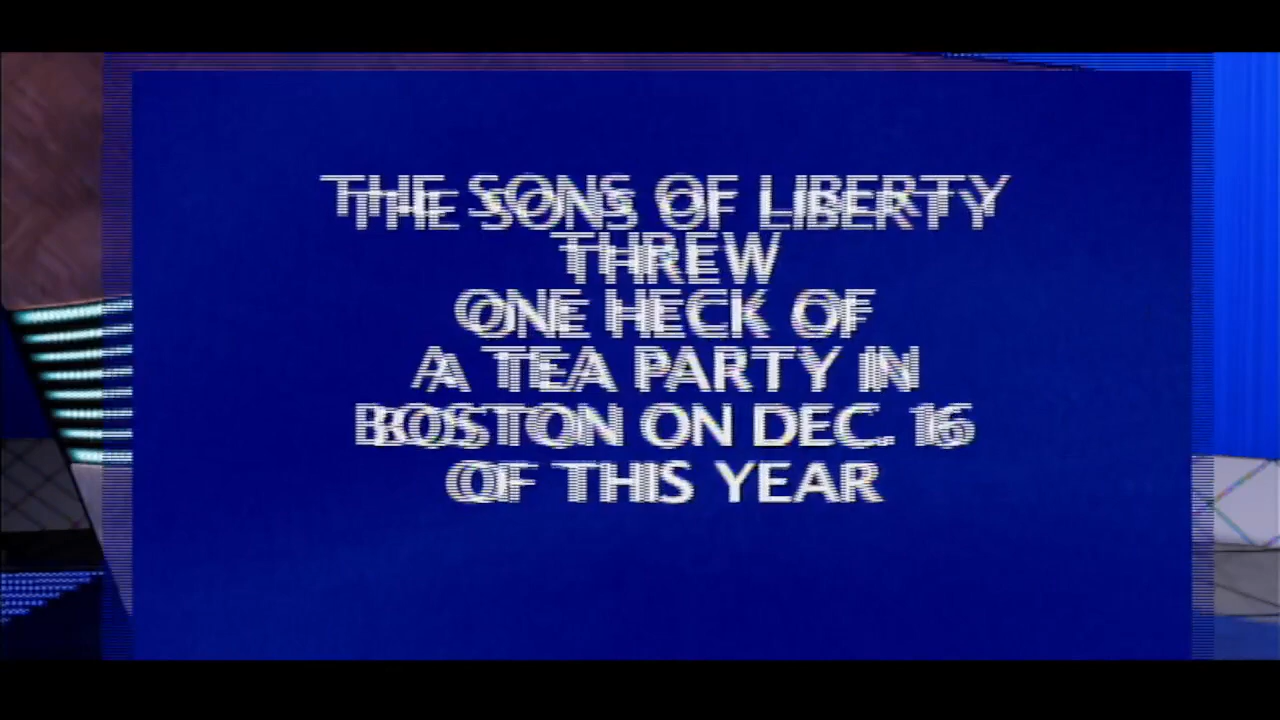 THE SONS OF LIBERTY
THREW
ONE HECK OF
A TEA PARTY IN
BOSTON ON DEC. 16
OF THIS YEAR